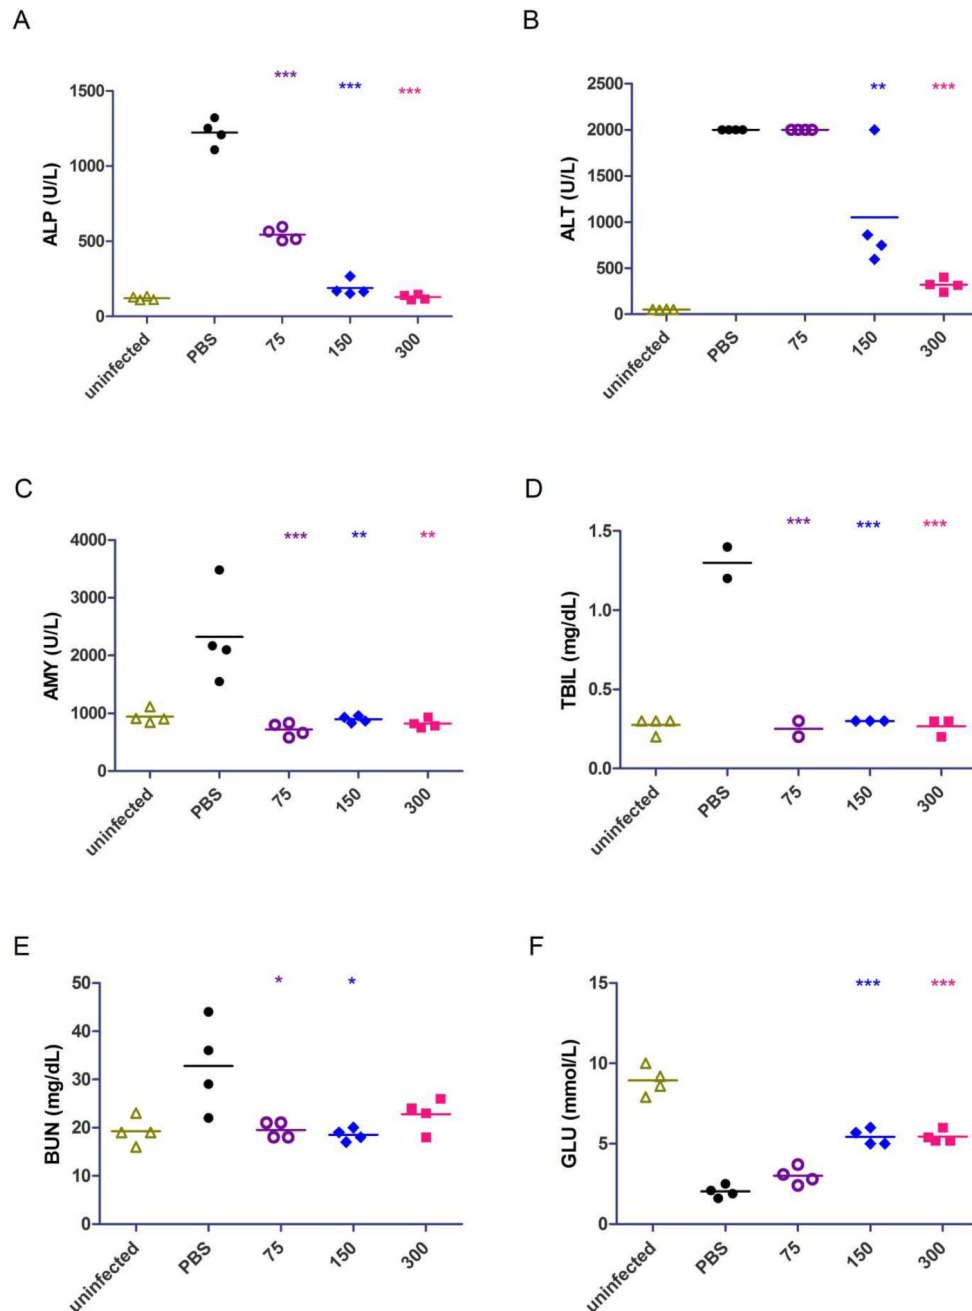 A
*** *** ***
ALP (U/L)
1500
1000
500
0
uninfected PBS 75 150 300
B
** ***
ALT (U/L)
2500
2000
1500
1000
500
0
uninfected PBS 75 150 300
C
*** ** **
AMY (U/L)
4000
3000
2000
1000
0
uninfected PBS 75 150 300
D
*** *** ***
TBIL (mg/dL)
1.5
1.0
0.5
0.0
uninfected PBS 75 150 300
E
* *
BUN (mg/dL)
50
40
30
20
10
0
uninfected PBS 75 150 300
F
*** ***
GLU (mmol/L)
15
10
5
0
uninfected PBS 75 150 300